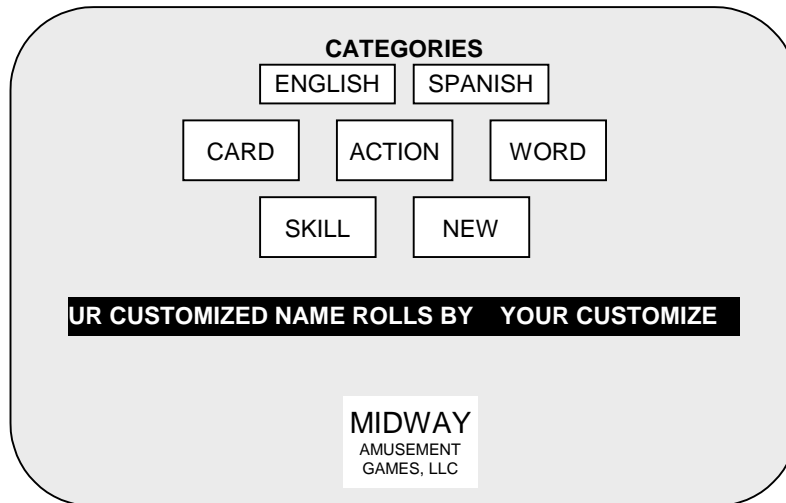 CATEGORIES
ENGLISH SPANISH
CARD ACTION WORD
SKILL NEW
UR CUSTOMIZED NAME ROLLS BY YOUR CUSTOMIZE
MIDWAY
AMUSEMENT
GAMES, LLC